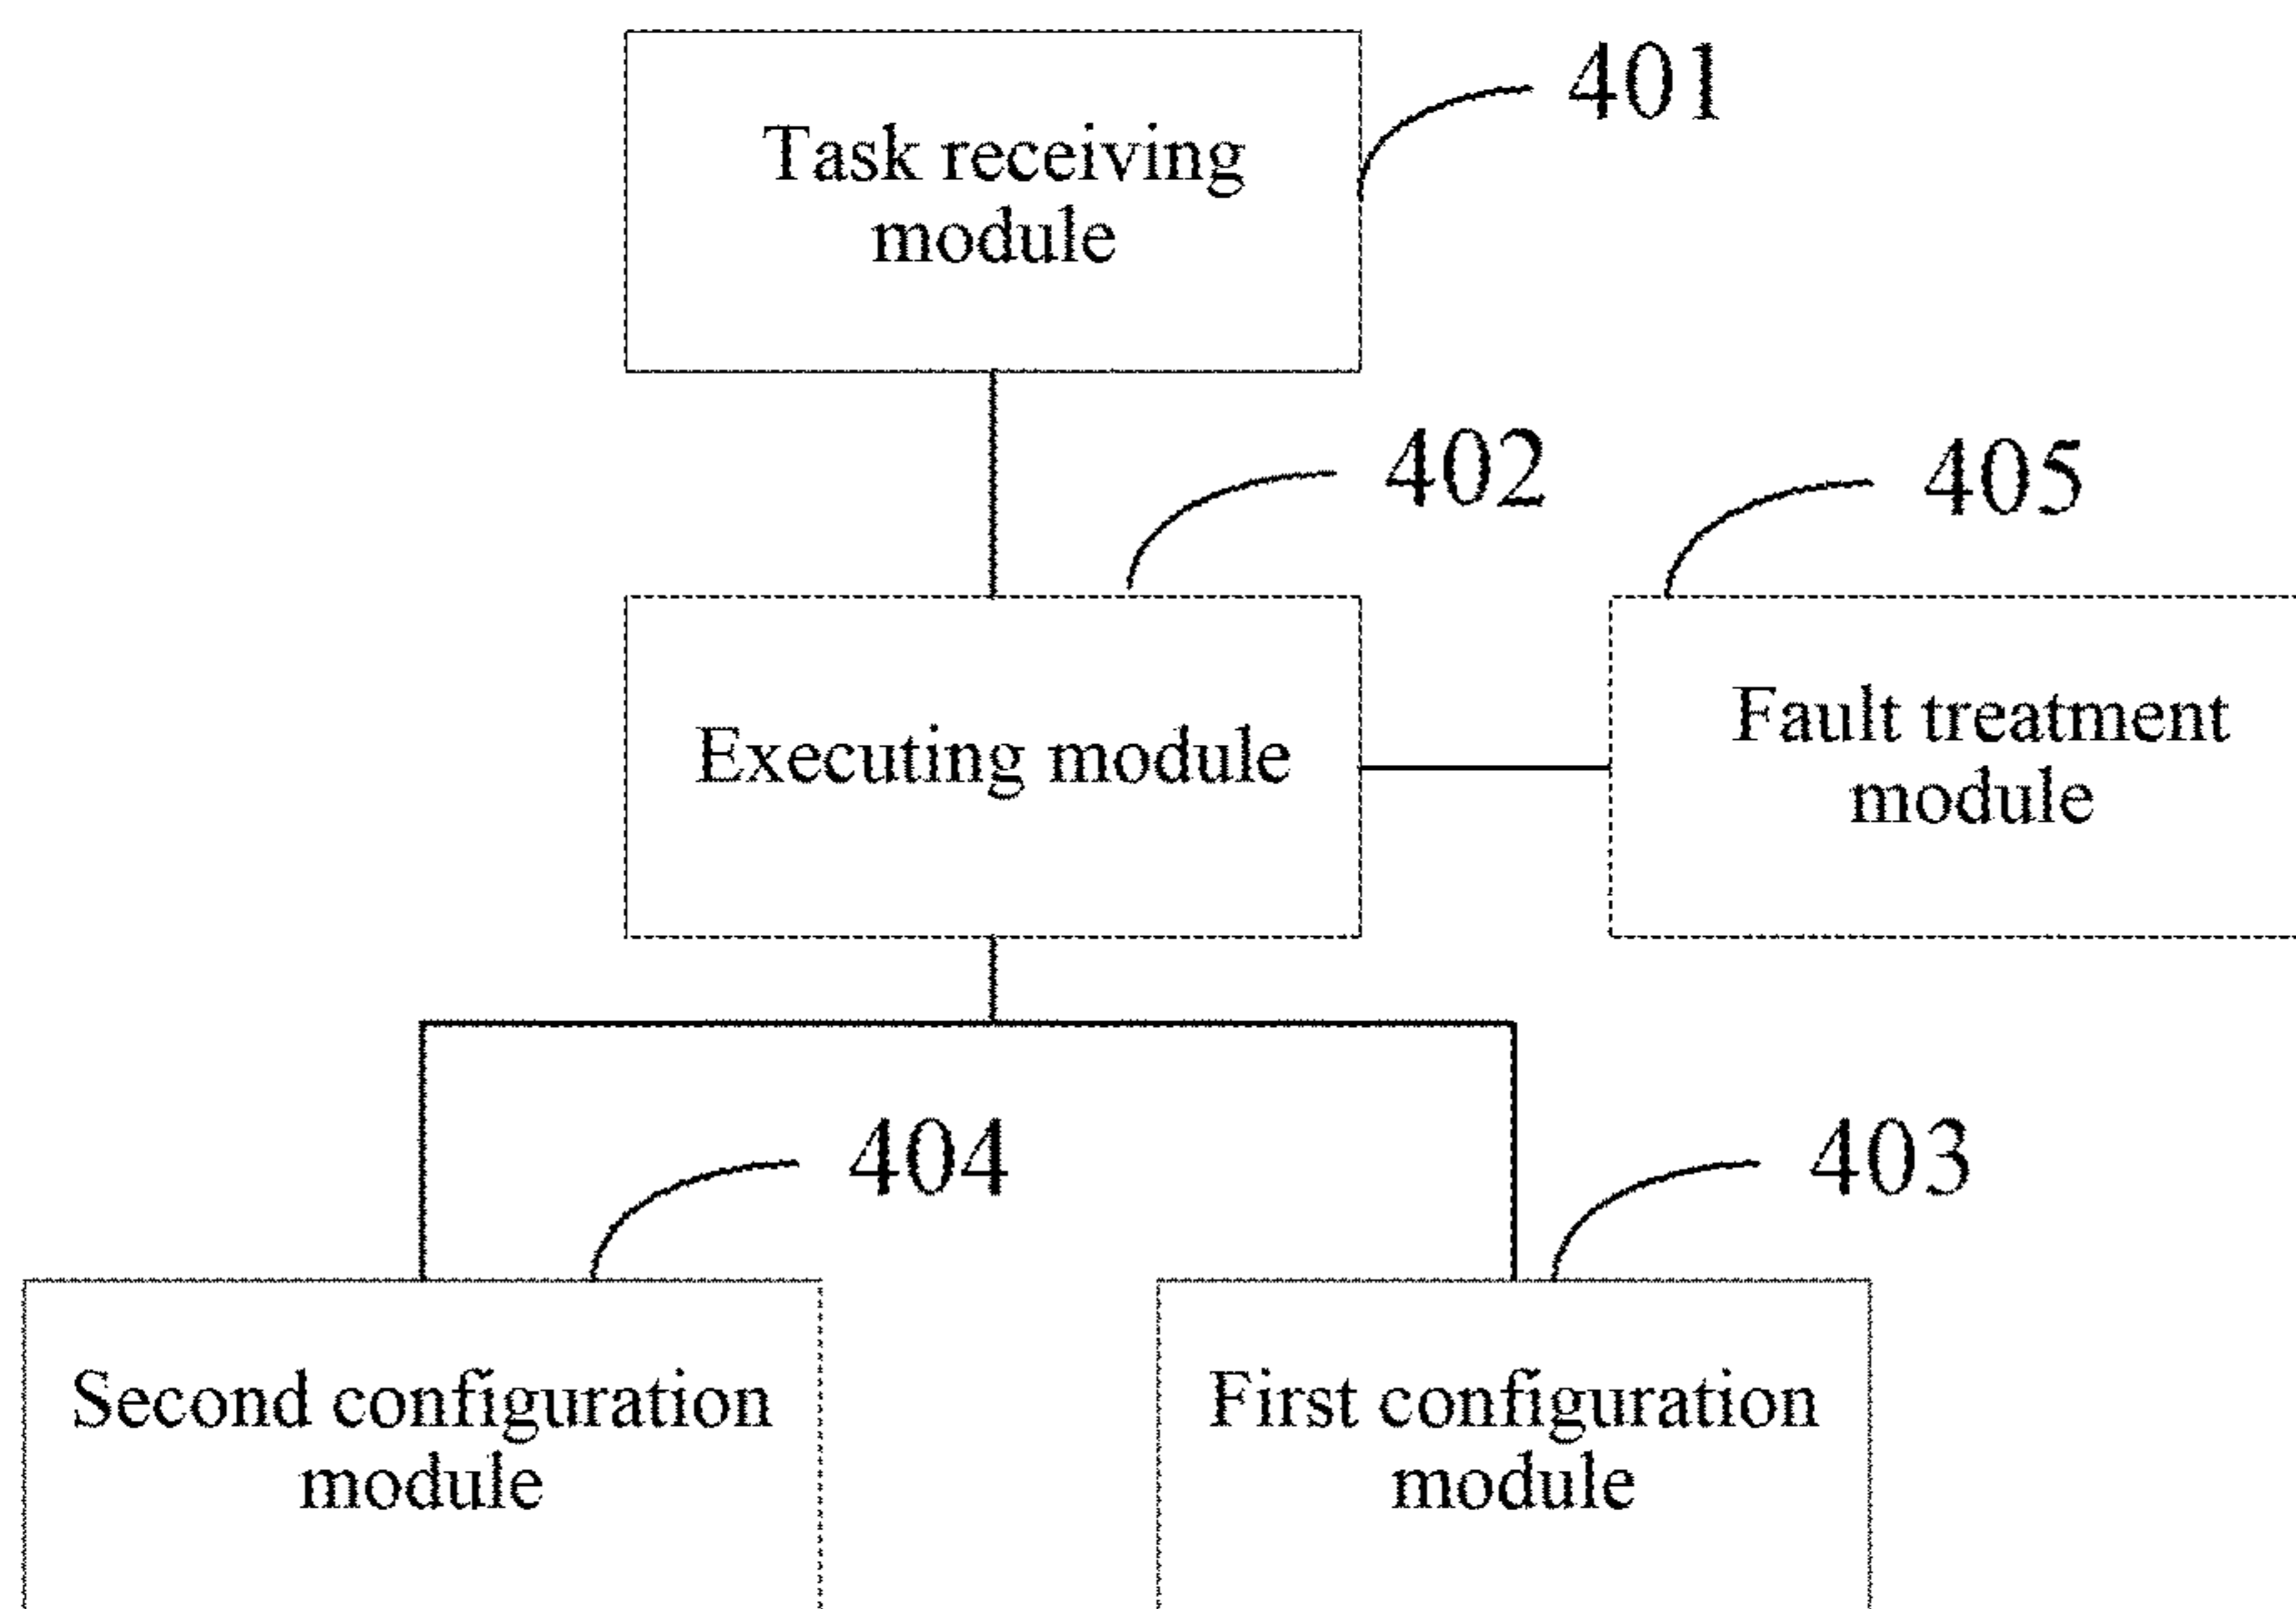 401
Task receiving
module
402
405
Executing module
Fault treatment
module
404
403
Second configuration
module
First configuration
module